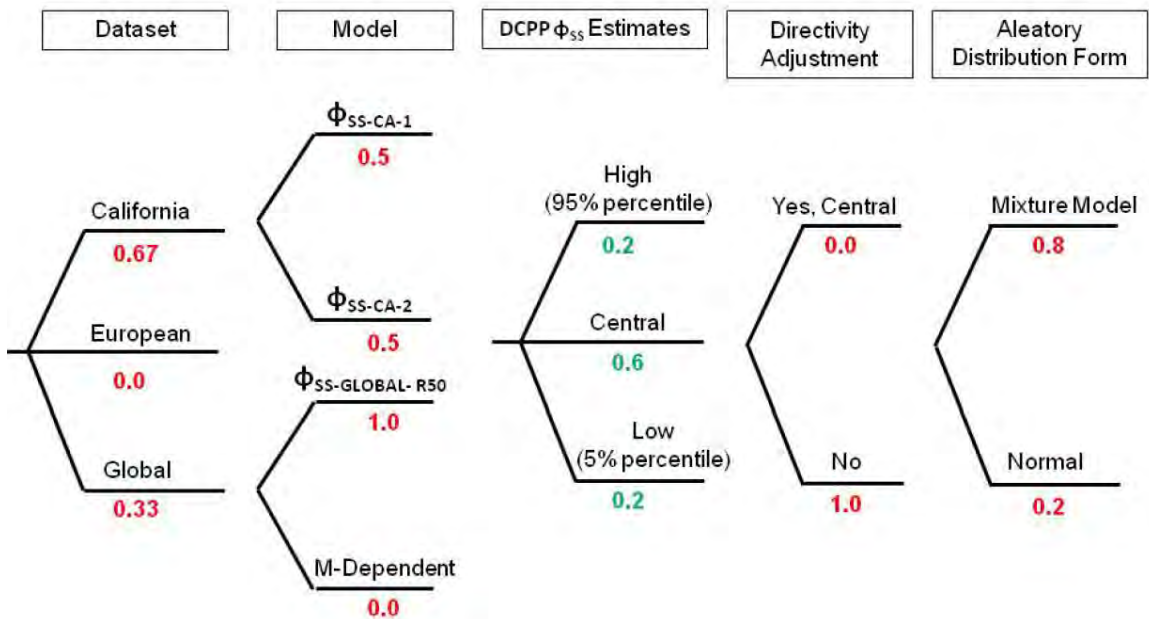 Dataset
Model
DCPP ϕSS Estimates
Directivity
Adjustment
Aleatory
Distribution Form
California
0.67
European
0.0
Global
0.33
ϕSS-CA-1
0.5
ϕSS-CA-2
0.5
ϕSS-GLOBAL- R50
1.0
M-Dependent
0.0
High
(95% percentile)
0.2
Central
0.6
Low
(5% percentile)
0.2
Yes, Central
0.0
No
1.0
Mixture Model
0.8
Normal
0.2